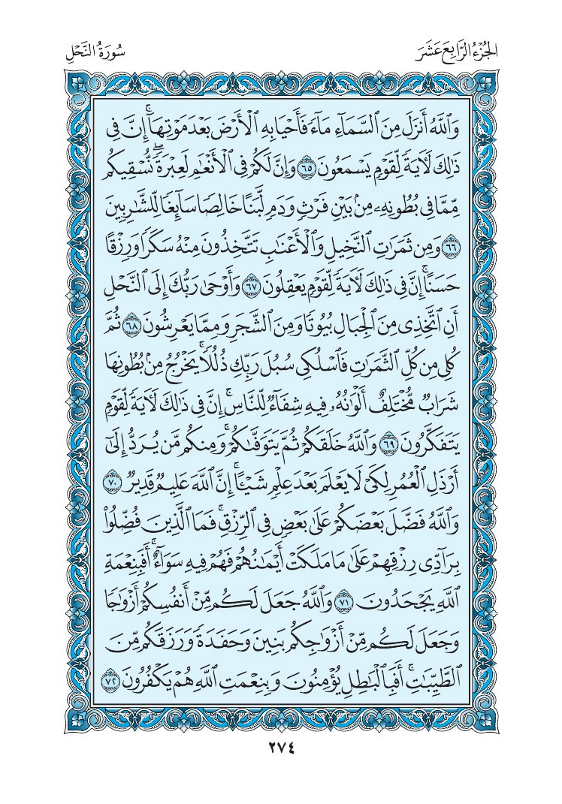 الجزء الرابع عشر
سورة النحل
وَٱللَّهُ أَنزَلَ مِنَ ٱلسَّمَآءِ مَآءً فَأَحْيَا بِهِ ٱلْأَرْضَ بَعْدَ مَوْتِهَآ ۚ إِنَّ فِى
ذَٰلِكَ لَءَايَةً لِّقَوْمٍ يَسْمَعُونَ ٦٥ وَإِنَّ لَكُمْ فِى ٱلْأَنْعَٰمِ لَعِبْرَةً ۖ نُّسْقِيكُم
مِّمَّا فِى بُطُونِهِۦ مِنۢ بَيْنِ فَرْثٍ وَدَمٍ لَّبَنًا خَالِصًا سَآئِغًا لِّلشَّٰرِبِينَ
٦٦ وَمِن ثَمَرَٰتِ ٱلنَّخِيلِ وَٱلْأَعْنَٰبِ تَتَّخِذُونَ مِنْهُ سَكَرًا وَرِزْقًا
حَسَنًا ۗ إِنَّ فِى ذَٰلِكَ لَءَايَةً لِّقَوْمٍ يَعْقِلُونَ ٦٧ وَأَوْحَىٰ رَبُّكَ إِلَى ٱلنَّحْلِ
أَنِ ٱتَّخِذِى مِنَ ٱلْجِبَالِ بُيُوتًا وَمِنَ ٱلشَّجَرِ وَمِمَّا يَعْرِشُونَ ٦٨ ثُمَّ
كُلِى مِن كُلِّ ٱلثَّمَرَٰتِ فَٱسْلُكِى سُبُلَ رَبِّكِ ذُلُلًا ۚ يَخْرُجُ مِنۢ بُطُونِهَا
شَرَابٌ مُّخْتَلِفٌ أَلْوَٰنُهُۥ فِيهِ شِفَآءٌ لِّلنَّاسِ ۗ إِنَّ فِى ذَٰلِكَ لَءَايَةً لِّقَوْمٍ
يَتَفَكَّرُونَ ٦٩ وَٱللَّهُ خَلَقَكُمْ ثُمَّ يَتَوَفَّىٰكُمْ ۚ وَمِنكُم مَّن يُرَدُّ إِلَىٰٓ
أَرْذَلِ ٱلْعُمُرِ لِكَىْ لَا يَعْلَمَ بَعْدَ عِلْمٍ شَيْـًٔا ۚ إِنَّ ٱللَّهَ عَلِيمٌ قَدِيرٌ ٧٠
وَٱللَّهُ فَضَّلَ بَعْضَكُمْ عَلَىٰ بَعْضٍ فِى ٱلرِّزْقِ ۚ فَمَا ٱلَّذِينَ فُضِّلُوا۟
بِرَآدِّى رِزْقِهِمْ عَلَىٰ مَا مَلَكَتْ أَيْمَٰنُهُمْ فَهُمْ فِيهِ سَوَآءٌ ۚ أَفَبِنِعْمَةِ
ٱللَّهِ يَجْحَدُونَ ٧١ وَٱللَّهُ جَعَلَ لَكُم مِّنْ أَنفُسِكُمْ أَزْوَٰجًا
وَجَعَلَ لَكُم مِّنْ أَزْوَٰجِكُم بَنِينَ وَحَفَدَةً وَرَزَقَكُم مِّنَ
ٱلطَّيِّبَٰتِ ۚ أَفَبِٱلْبَٰطِلِ يُؤْمِنُونَ وَبِنِعْمَتِ ٱللَّهِ هُمْ يَكْفُرُونَ ٧٢
٢٧٤